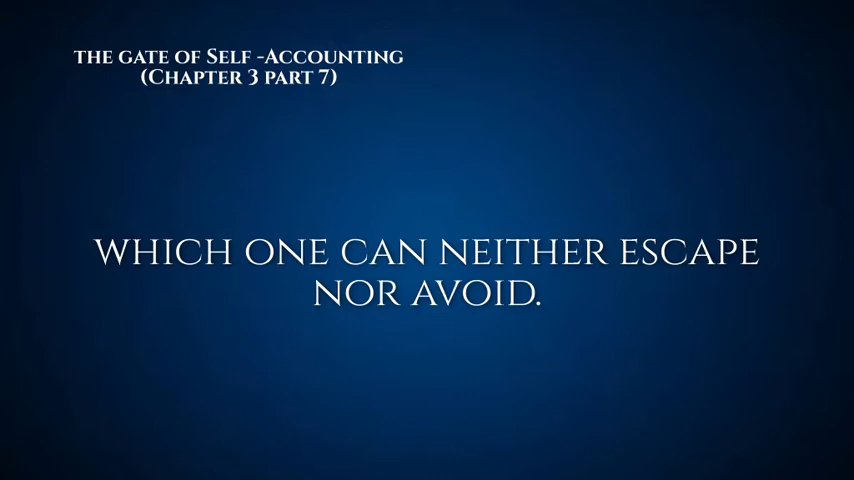 THE GATE OF SELF -ACCOUNTING
(CHAPTER 3 PART 7)
WHICH ONE CAN NEITHER ESCAPE
NOR AVOID.